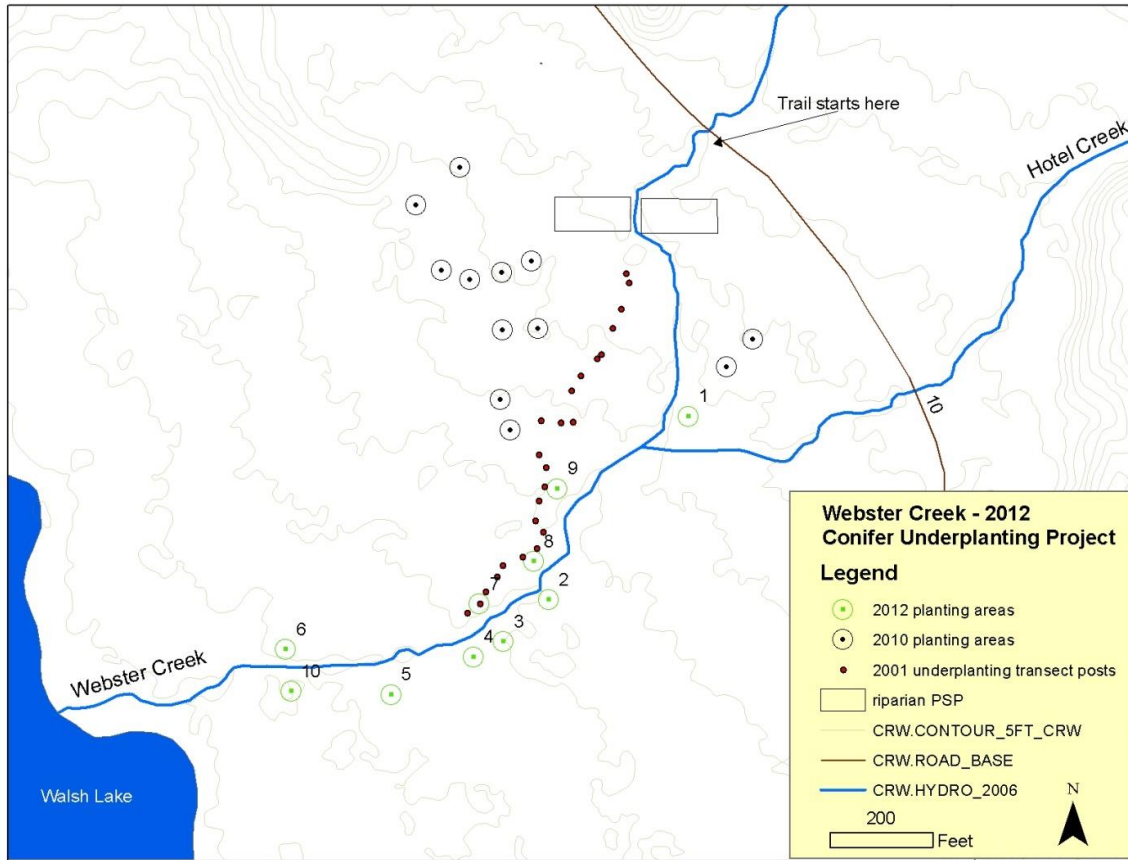 Trail starts here
Hotel Creek
1
10
9
8
2
7
3
4
6
5
10
Webster Creek
Walsh Lake
Webster Creek - 2012
Conifer Underplanting Project
Legend
2012 planting areas
2010 planting areas
2001 underplanting transect posts
riparian PSP
CRW.CONTOUR_5FT_CRW
CRW.ROAD_BASE
CRW.HYDRO_2006
200
Feet
N